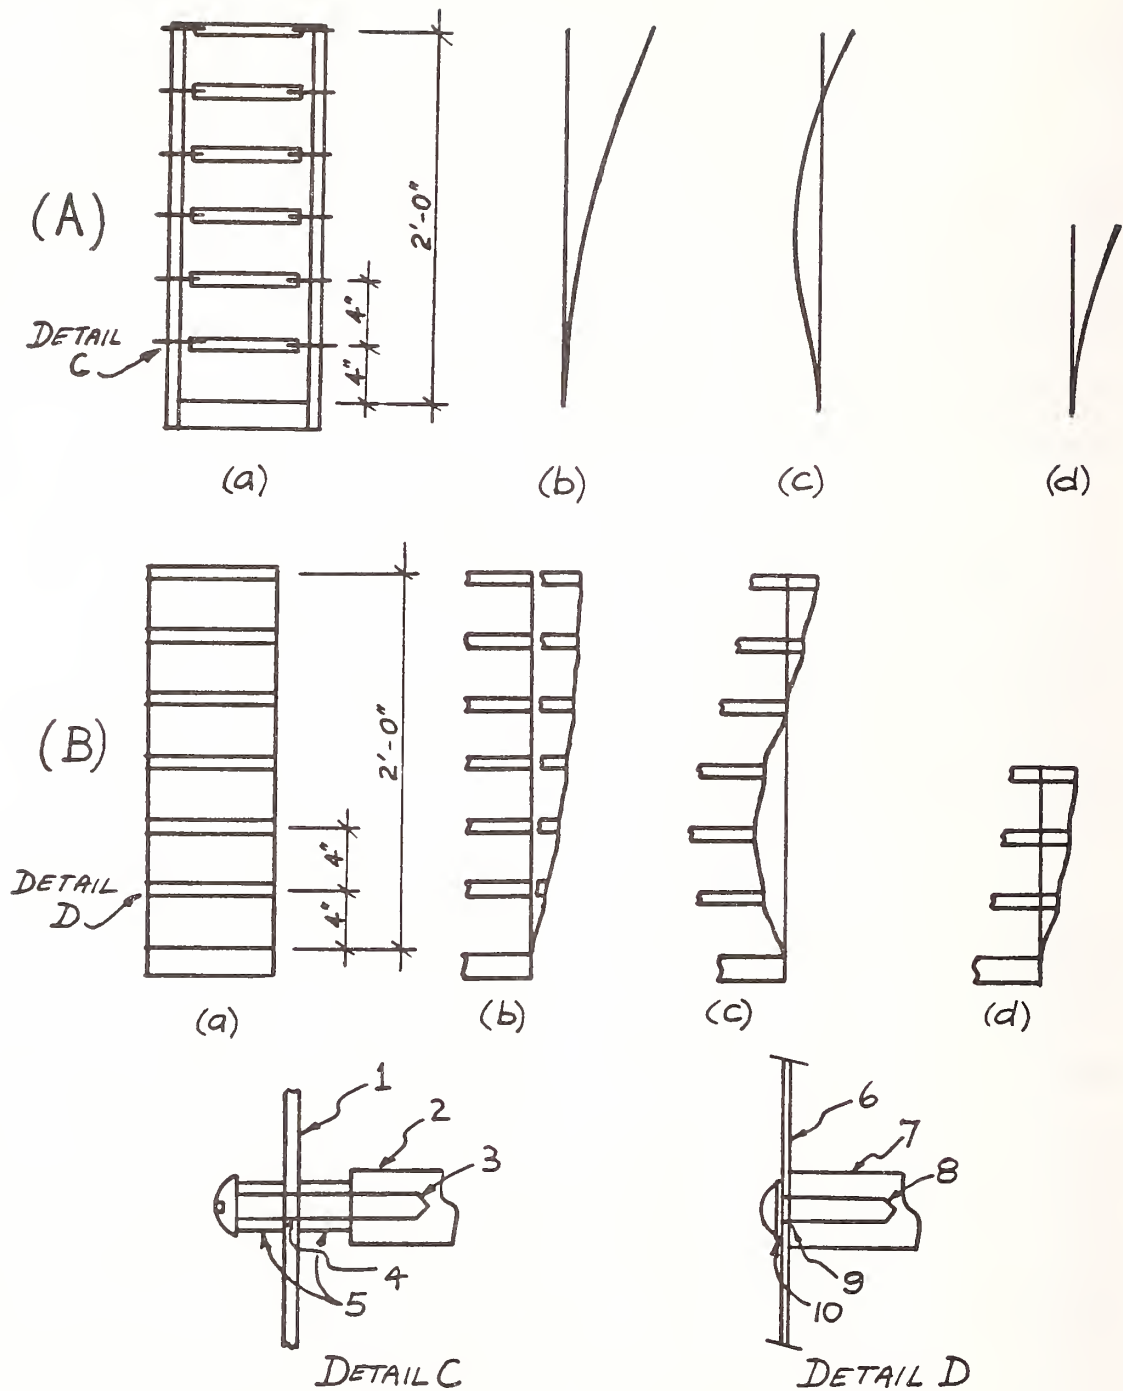 (A)
2'-0"
4"
4"
DETAIL
C
(a)
(b)
(c)
(d)
(B)
2'-0"
4"
4"
DETAIL
D
(a)
(b)
(c)
(d)
1
2
3
4
5
DETAIL C
6
7
8
9
10
DETAIL D